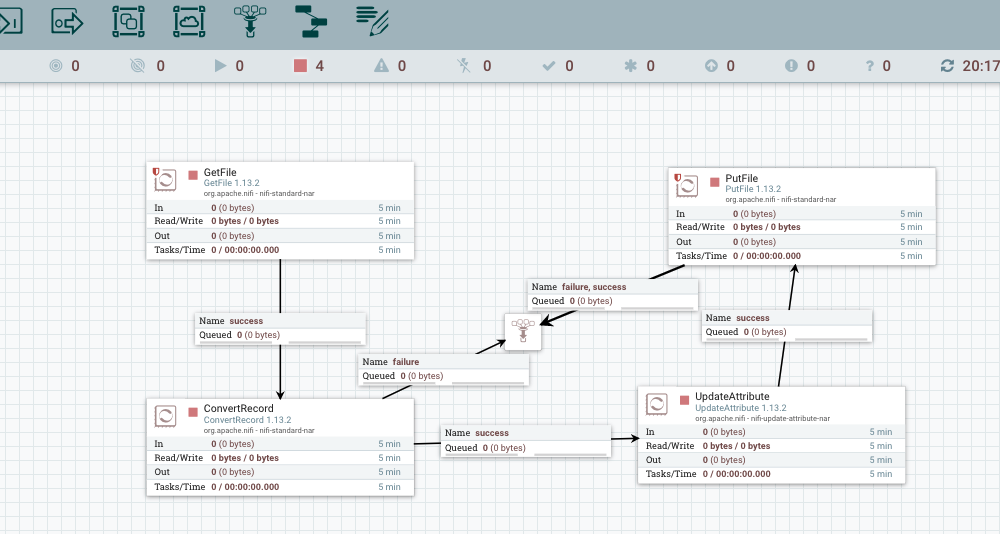 0 0 0 4 0 0 0 0 0 0 ? 0 20:17
GetFile
GetFile 1.13.2
org.apache.nifi - nifi-standard-nar
In 0 (0 bytes) 5 min
Read/Write 0 bytes / 0 bytes 5 min
Out 0 (0 bytes) 5 min
Tasks/Time 0 / 00:00:00.000 5 min
PutFile
PutFile 1.13.2
org.apache.nifi - nifi-standard-nar
In 0 (0 bytes) 5 min
Read/Write 0 bytes / 0 bytes 5 min
Out 0 (0 bytes) 5 min
Tasks/Time 0 / 00:00:00.000 5 min
Name failure, success
Queued 0 (0 bytes)
Name success
Queued 0 (0 bytes)
Name success
Queued 0 (0 bytes)
Name failure
Queued 0 (0 bytes)
ConvertRecord
ConvertRecord 1.13.2
org.apache.nifi - nifi-standard-nar
In 0 (0 bytes) 5 min
Read/Write 0 bytes / 0 bytes 5 min
Out 0 (0 bytes) 5 min
Tasks/Time 0 / 00:00:00.000 5 min
Name success
Queued 0 (0 bytes)
UpdateAttribute
UpdateAttribute 1.13.2
org.apache.nifi - nifi-update-attribute-nar
In 0 (0 bytes) 5 min
Read/Write 0 bytes / 0 bytes 5 min
Out 0 (0 bytes) 5 min
Tasks/Time 0 / 00:00:00.000 5 min